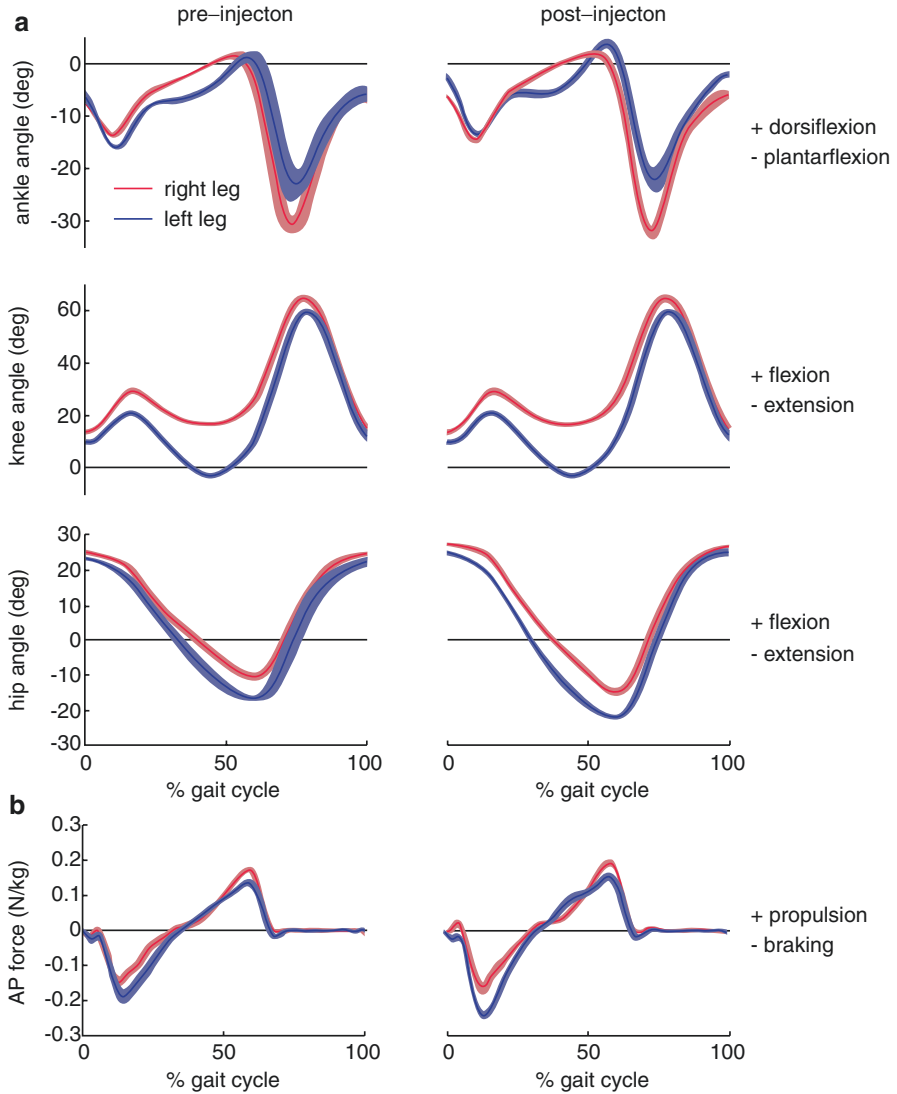 a
pre–injecton
post–injecton
ankle angle (deg)
0
-10
-20
-30
right leg
left leg
+ dorsiflexion
- plantarflexion
knee angle (deg)
60
40
20
0
+ flexion
- extension
hip angle (deg)
30
20
10
0
-10
-20
-30
+ flexion
- extension
0 50 100
0 50 100
% gait cycle
% gait cycle
b
AP force (N/kg)
0.3
0.2
0.1
0
-0.1
-0.2
-0.3
+ propulsion
- braking
0 50 100
0 50 100
% gait cycle
% gait cycle